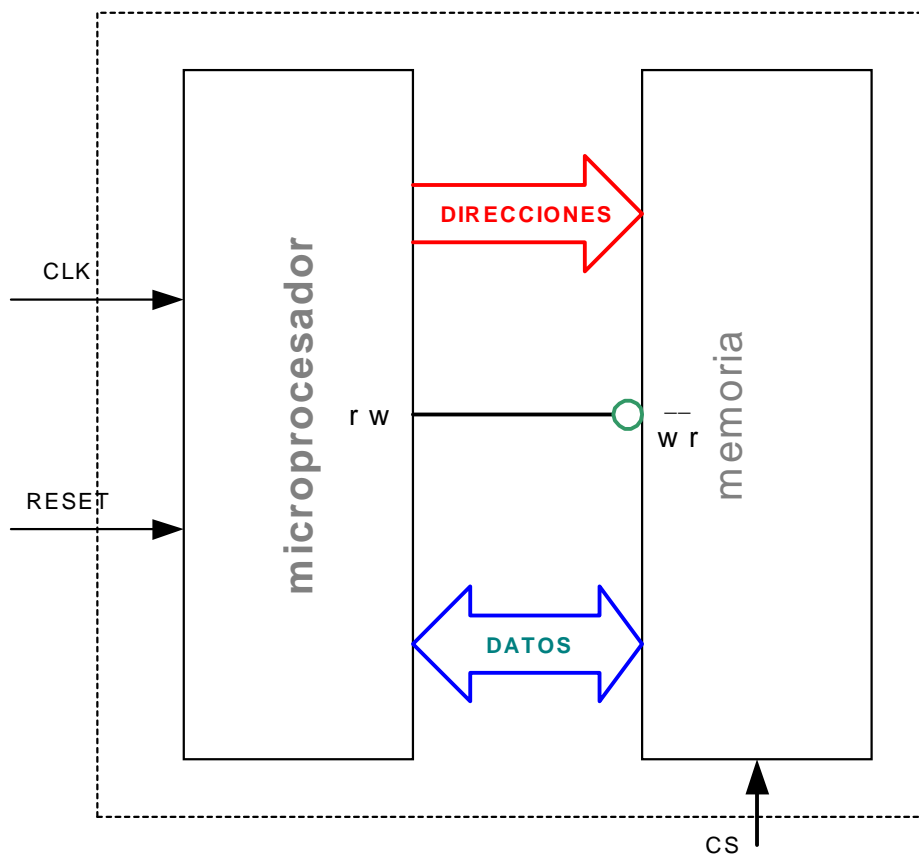 DIRECCIONES
CLK
microprocesador
memoria
r w
w r
RESET
DATOS
CS